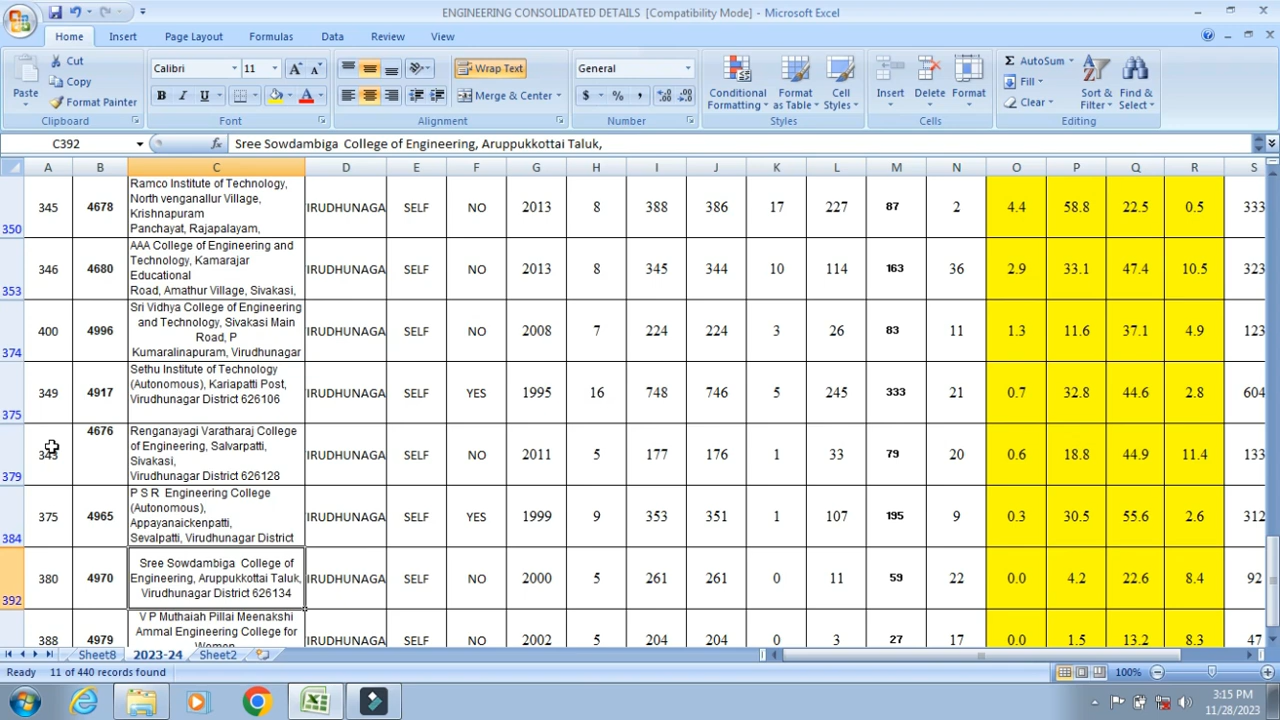 ENGINEERING CONSOLIDATED DETAILS [Compatibility Mode] - Microsoft Excel
Home Insert Page Layout Formulas Data Review View
Paste Cut Copy Format Painter Clipboard
Calibri 11 B I U A Font
Wrap Text Merge & Center Alignment
General $ % , Number
Conditional Formatting Format as Table Cell Styles Styles
Insert Delete Format Cells
AutoSum Fill Clear Sort & Filter Find & Select Editing
C392 fx Sree Sowdambiga College of Engineering, Aruppukkottai Taluk,
A B C D E F G H I J K L M N O P Q R S
350 345 4678 Ramco Institute of Technology,
North venganallur Village,
Krishnapuram
Panchayat, Rajapalayam,
IRUDHUNAGA SELF NO 2013 8 388 386 17 227 87 2 4.4 58.8 22.5 0.5 333
353 346 4680 AAA College of Engineering and
Technology, Kamarajar
Educational
Road, Amathur Village, Sivakasi,
IRUDHUNAGA SELF NO 2013 8 345 344 10 114 163 36 2.9 33.1 47.4 10.5 323
374 400 4996 Sri Vidhya College of Engineering
and Technology, Sivakasi Main
Road, P
Kumaralinapuram, Virudhunagar
IRUDHUNAGA SELF NO 2008 7 224 224 3 26 83 11 1.3 11.6 37.1 4.9 123
375 349 4917 Sethu Institute of Technology
(Autonomous), Kariapatti Post,
Virudhunagar District 626106
IRUDHUNAGA SELF YES 1995 16 748 746 5 245 333 21 0.7 32.8 44.6 2.8 604
379 4676 Renganayagi Varatharaj College
of Engineering, Salvarpatti,
Sivakasi,
Virudhunagar District 626128
IRUDHUNAGA SELF NO 2011 5 177 176 1 33 79 20 0.6 18.8 44.9 11.4 133
384 375 4965 P S R Engineering College
(Autonomous),
Appayanaickenpatti,
Sevalpatti, Virudhunagar District
IRUDHUNAGA SELF YES 1999 9 353 351 1 107 195 9 0.3 30.5 55.6 2.6 312
392 380 4970 Sree Sowdambiga College of
Engineering, Aruppukkottai Taluk,
Virudhunagar District 626134
IRUDHUNAGA SELF NO 2000 5 261 261 0 11 59 22 0.0 4.2 22.6 8.4 92
388 4979 V P Muthaiah Pillai Meenakshi
Ammal Engineering College for
Women
IRUDHUNAGA SELF NO 2002 5 204 204 0 3 27 17 0.0 1.5 13.2 8.3 47
Sheet8 2023-24 Sheet2
Ready 11 of 440 records found 100%
3:15 PM
11/28/2023